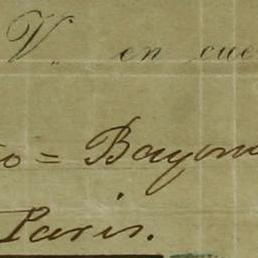 V. en cue
o = Bayon
Paris.